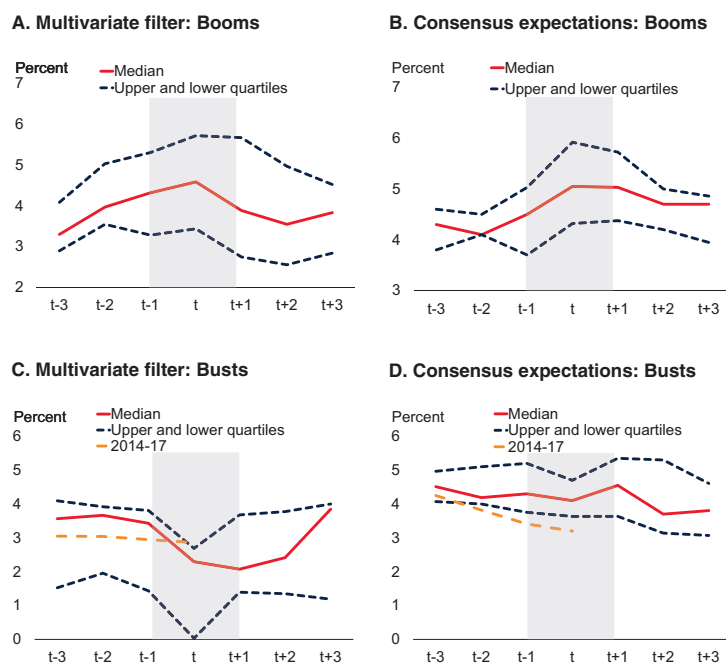 A. Multivariate filter: Booms
Percent
Median
Upper and lower quartiles
7
6
5
4
3
2
t-3 t-2 t-1 t t+1 t+2 t+3
B. Consensus expectations: Booms
Percent
Median
Upper and lower quartiles
7
6
5
4
3
t-3 t-2 t-1 t t+1 t+2 t+3
C. Multivariate filter: Busts
Percent
Median
Upper and lower quartiles
2014-17
6
5
4
3
2
1
0
t-3 t-2 t-1 t t+1 t+2 t+3
D. Consensus expectations: Busts
Percent
Median
Upper and lower quartiles
2014-17
6
5
4
3
2
1
0
t-3 t-2 t-1 t t+1 t+2 t+3